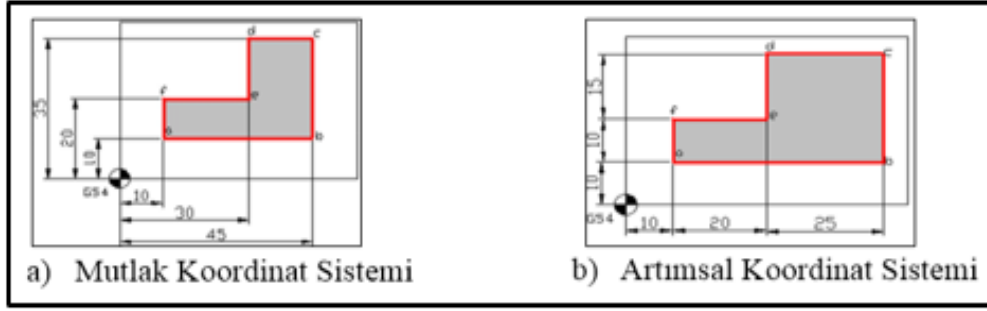 d c
f e
a b
35
20
10
G54
10
30
45
a) Mutlak Koordinat Sistemi
d
f e
a b
15
10
10
G54
10 20 25
b) Artımsal Koordinat Sistemi